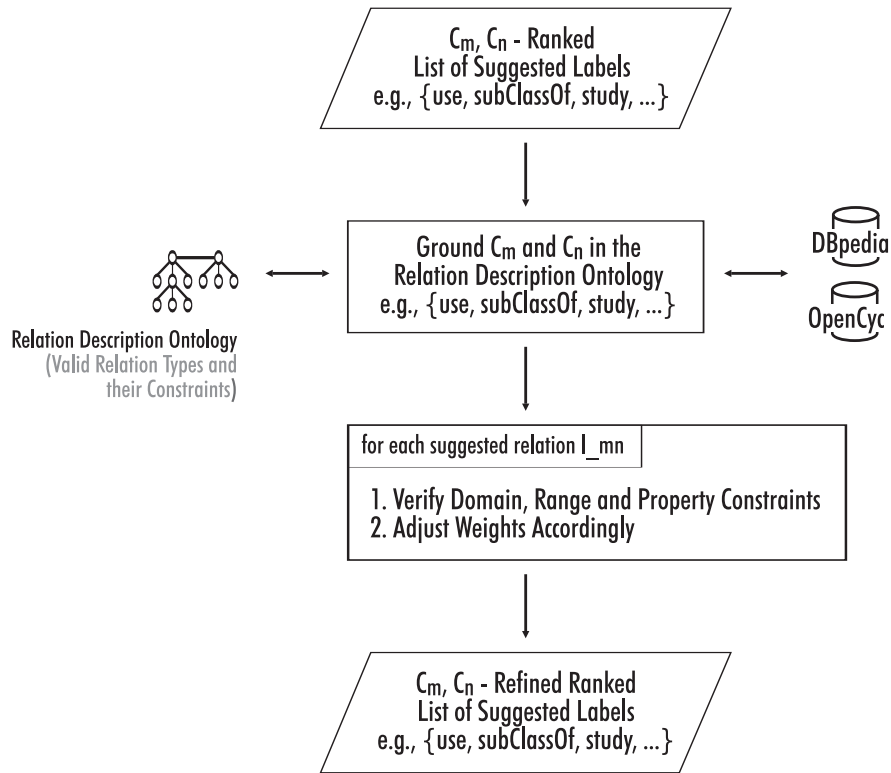 Cm, Cn - Ranked
List of Suggested Labels
e.g., {use, subClassOf, study, ...}
Ground Cm and Cn in the
Relation Description Ontology
e.g., {use, subClassOf, study, ...}
DBpedia
OpenCyc
Relation Description Ontology
(Valid Relation Types and
their Constraints)
for each suggested relation l_mn
1. Verify Domain, Range and Property Constraints
2. Adjust Weights Accordingly
Cm, Cn - Refined Ranked
List of Suggested Labels
e.g., {use, subClassOf, study, ...}